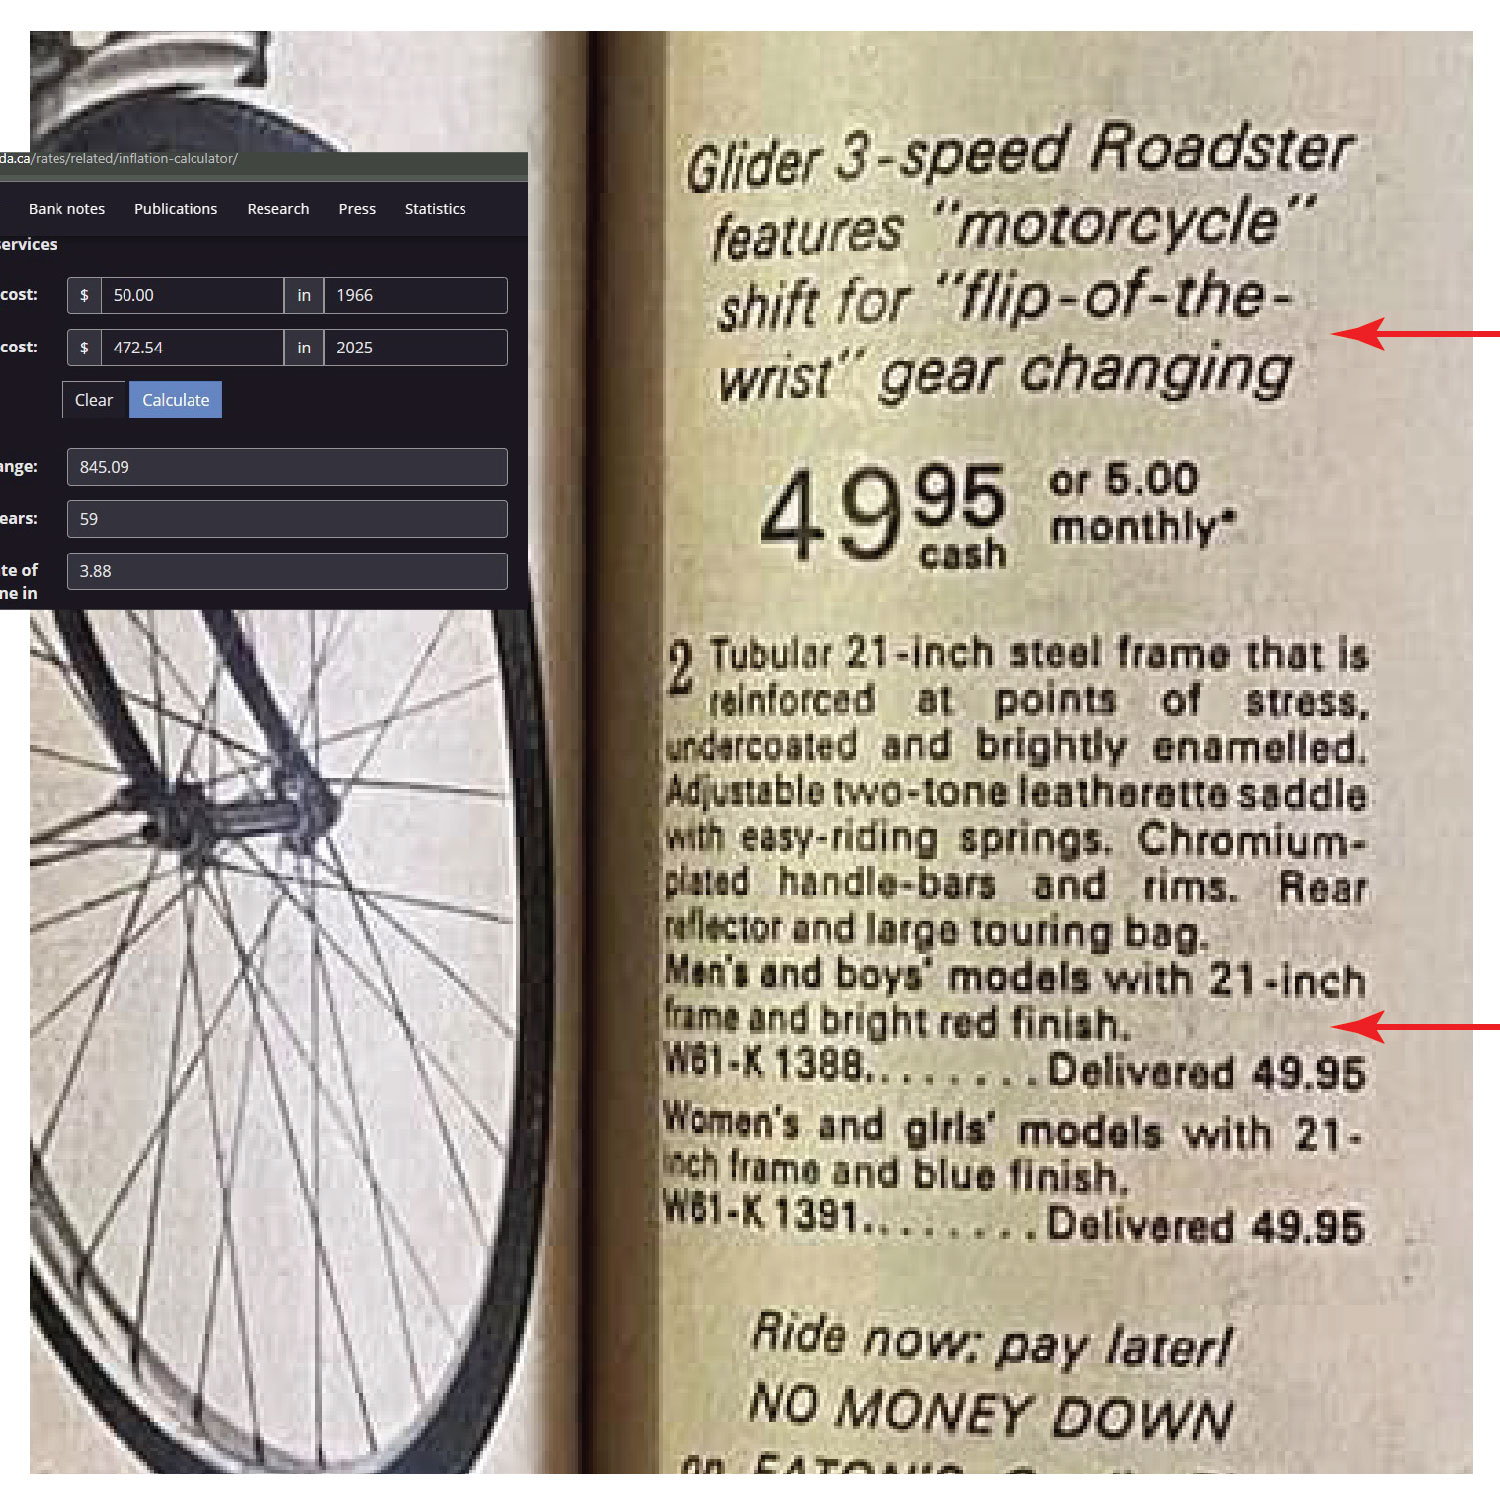 da.ca/rates/related/inflation-calculator/
Bank notes Publications Research Press Statistics
services
cost: $ 50.00 in 1966
cost: $ 472.54 in 2025
Clear Calculate
ange: 845.09
ears: 59
te of 3.88
ne in
Glider 3-speed Roadster
features "motorcycle"
shift for "flip-of-the-
wrist" gear changing
49 95 or 5.00
cash monthly*
2 Tubular 21-inch steel frame that is
reinforced at points of stress,
undercoated and brightly enamelled.
Adjustable two-tone leatherette saddle
with easy-riding springs. Chromium-
plated handle-bars and rims. Rear
reflector and large touring bag.
Men's and boys' models with 21-inch
frame and bright red finish.
W61-K 1388........Delivered 49.95
Women's and girls' models with 21-
inch frame and blue finish.
W61-K 1391........Delivered 49.95
Ride now; pay later!
NO MONEY DOWN
on EATON'S